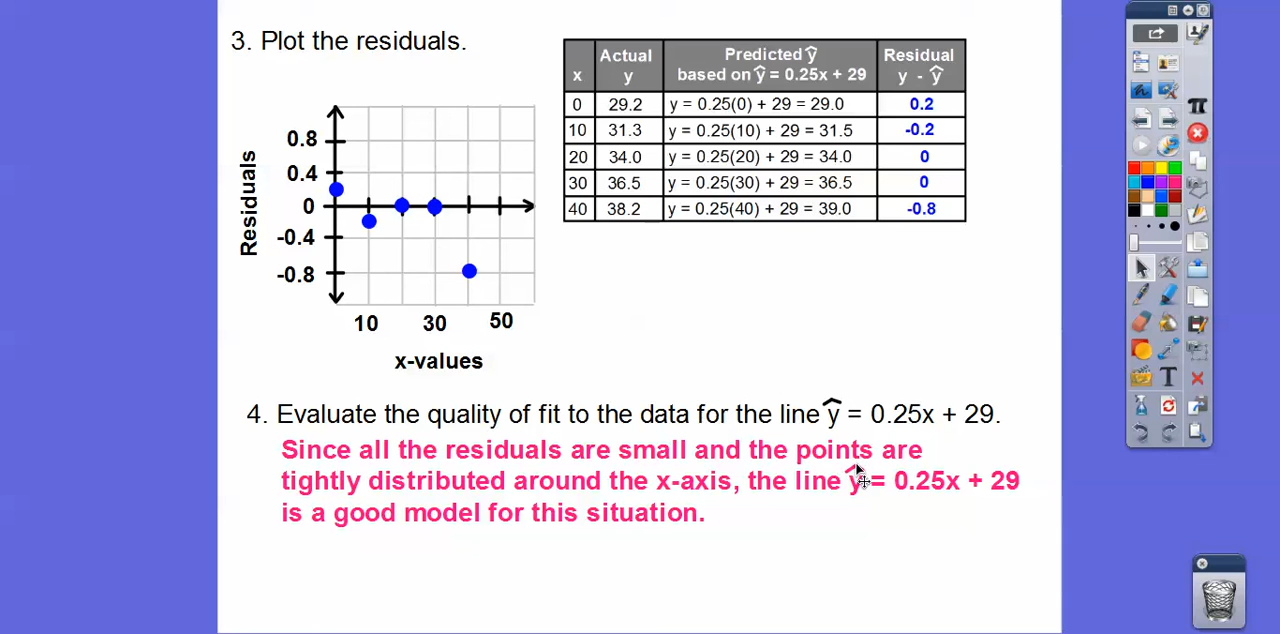 3. Plot the residuals.
Residuals
0.8
0.4
0
-0.4
-0.8
10 30 50
x-values
x Actual y Predicted ŷ based on ŷ = 0.25x + 29 Residual y - ŷ
0 29.2 y = 0.25(0) + 29 = 29.0 0.2
10 31.3 y = 0.25(10) + 29 = 31.5 -0.2
20 34.0 y = 0.25(20) + 29 = 34.0 0
30 36.5 y = 0.25(30) + 29 = 36.5 0
40 38.2 y = 0.25(40) + 29 = 39.0 -0.8
4. Evaluate the quality of fit to the data for the line ŷ = 0.25x + 29.
Since all the residuals are small and the points are
tightly distributed around the x-axis, the line ŷ = 0.25x + 29
is a good model for this situation.